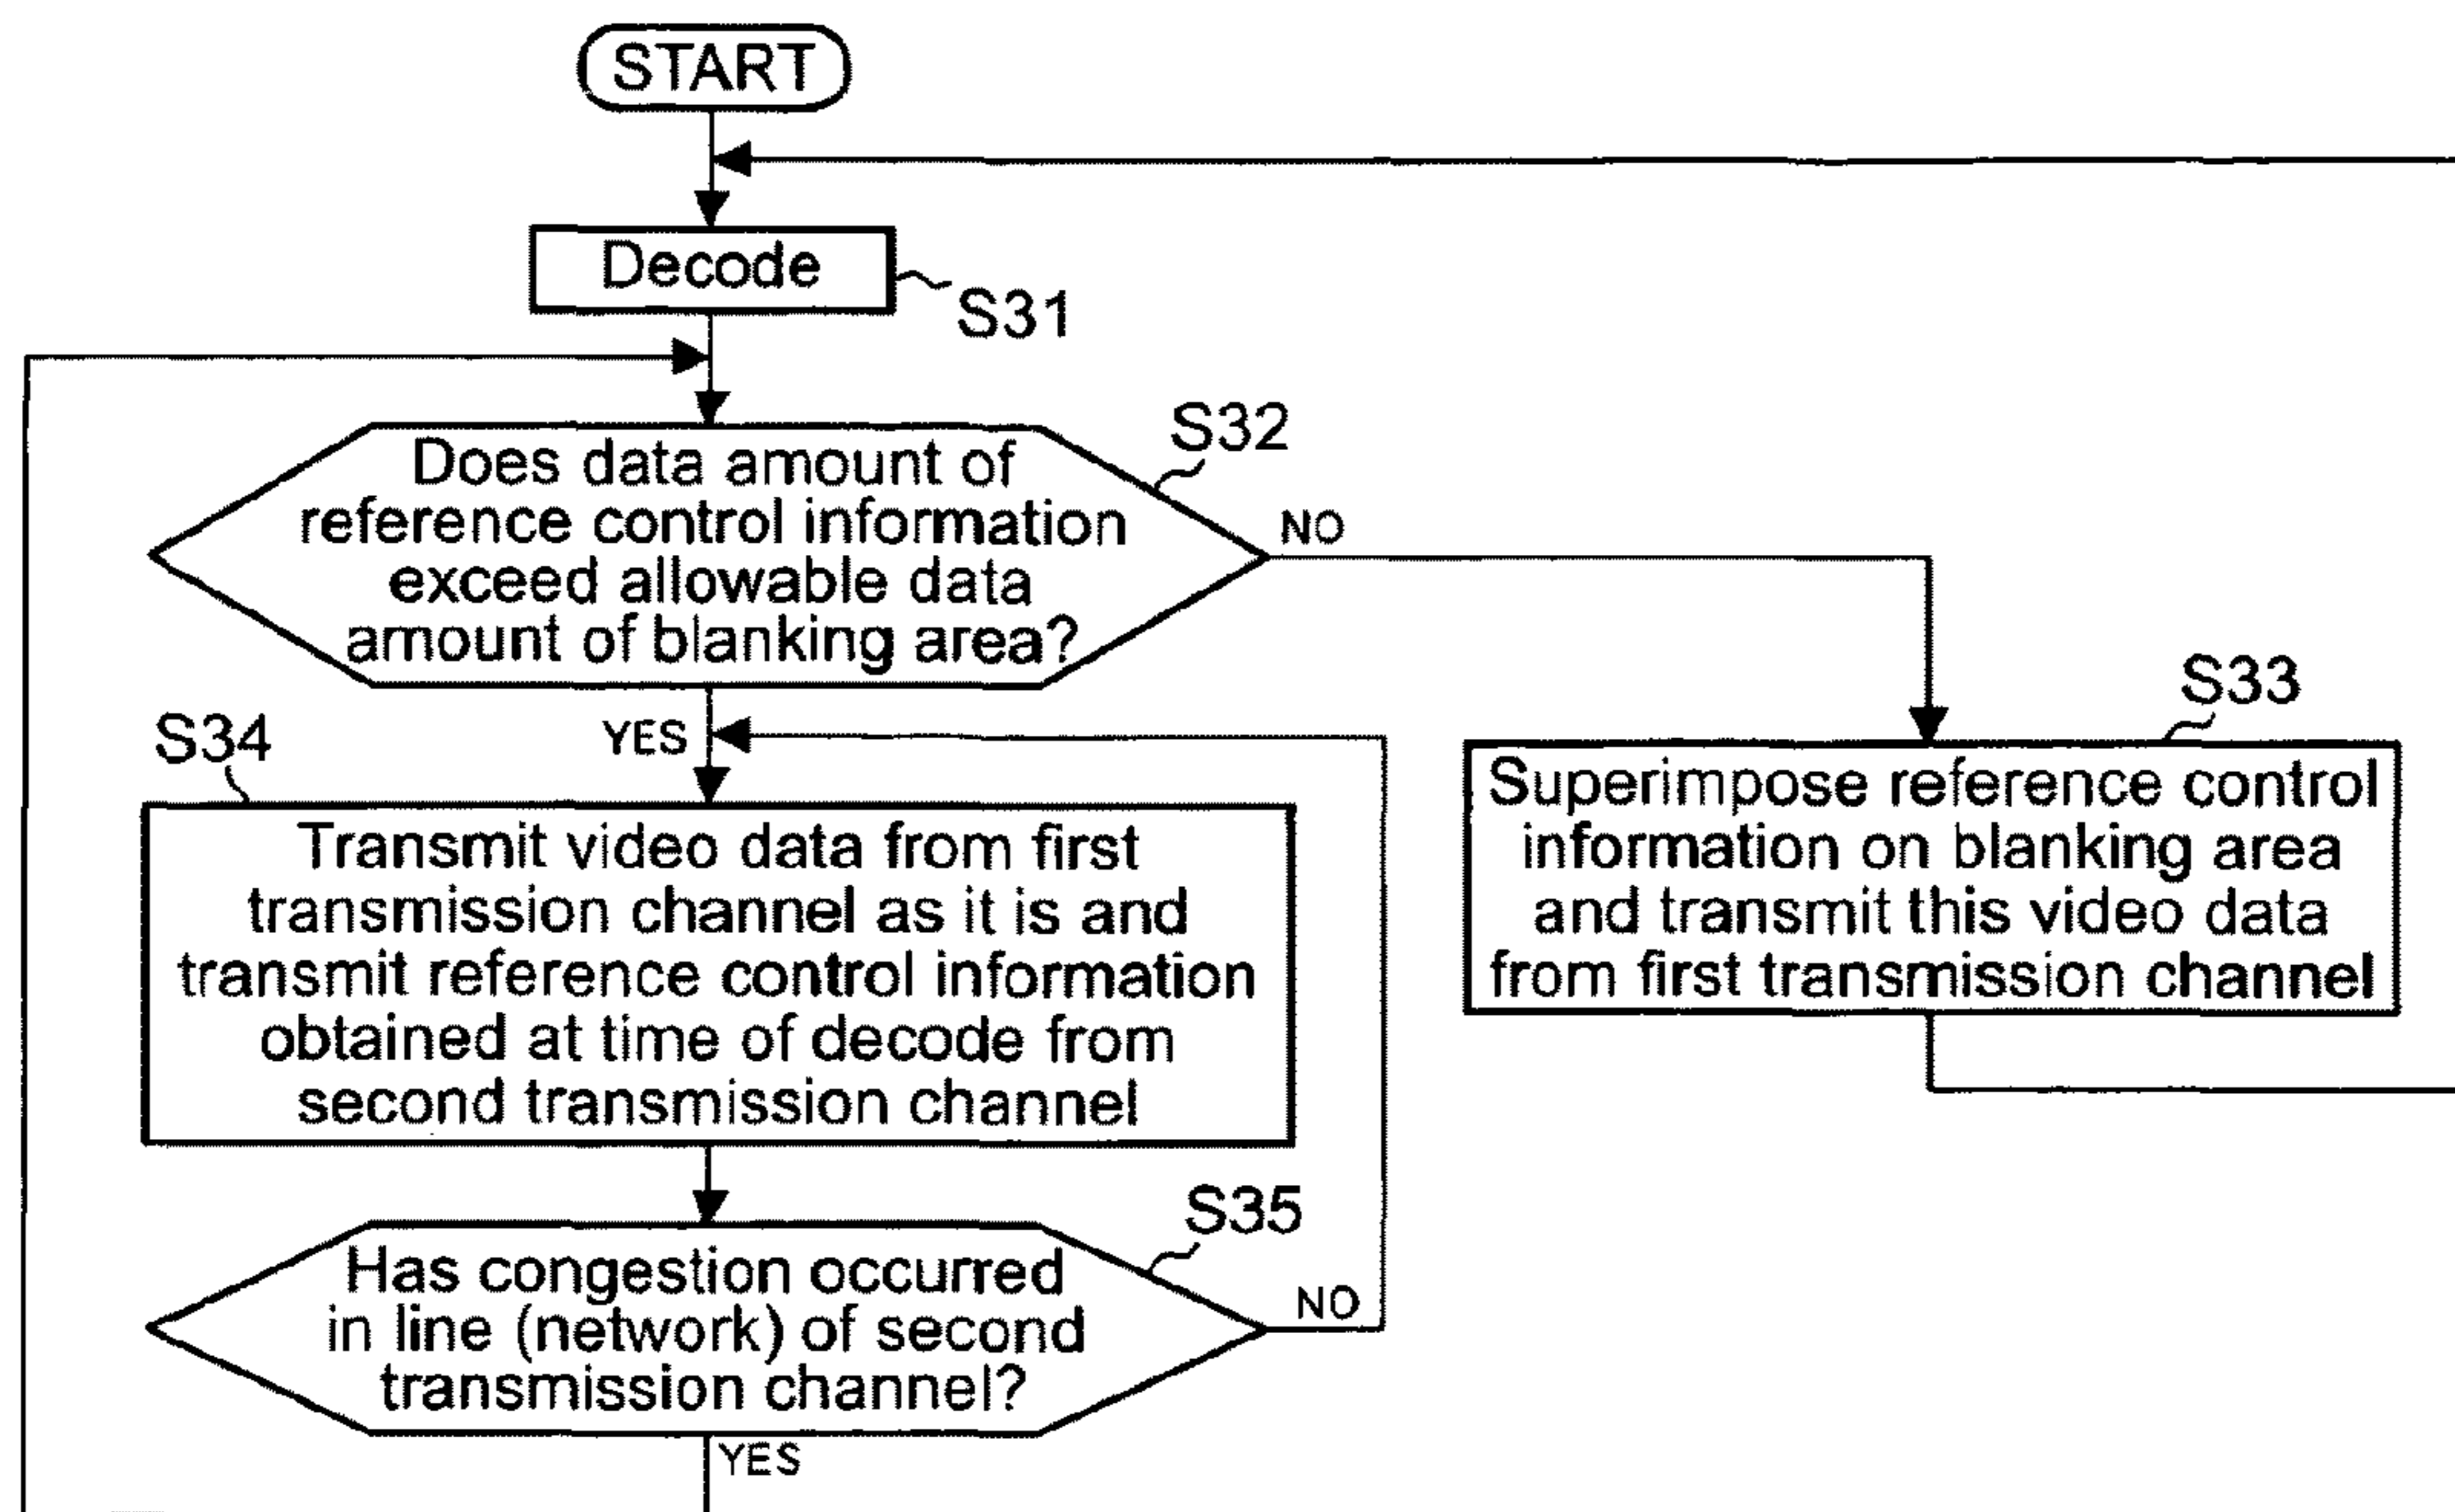 START
Decode
S31
Does data amount of
reference control information
exceed allowable data
amount of blanking area?
S32
NO
YES
S33
Superimpose reference control
information on blanking area
and transmit this video data
from first transmission channel
S34
Transmit video data from first
transmission channel as it is and
transmit reference control information
obtained at time of decode from
second transmission channel
S35
Has congestion occurred
in line (network) of second
transmission channel?
NO
YES